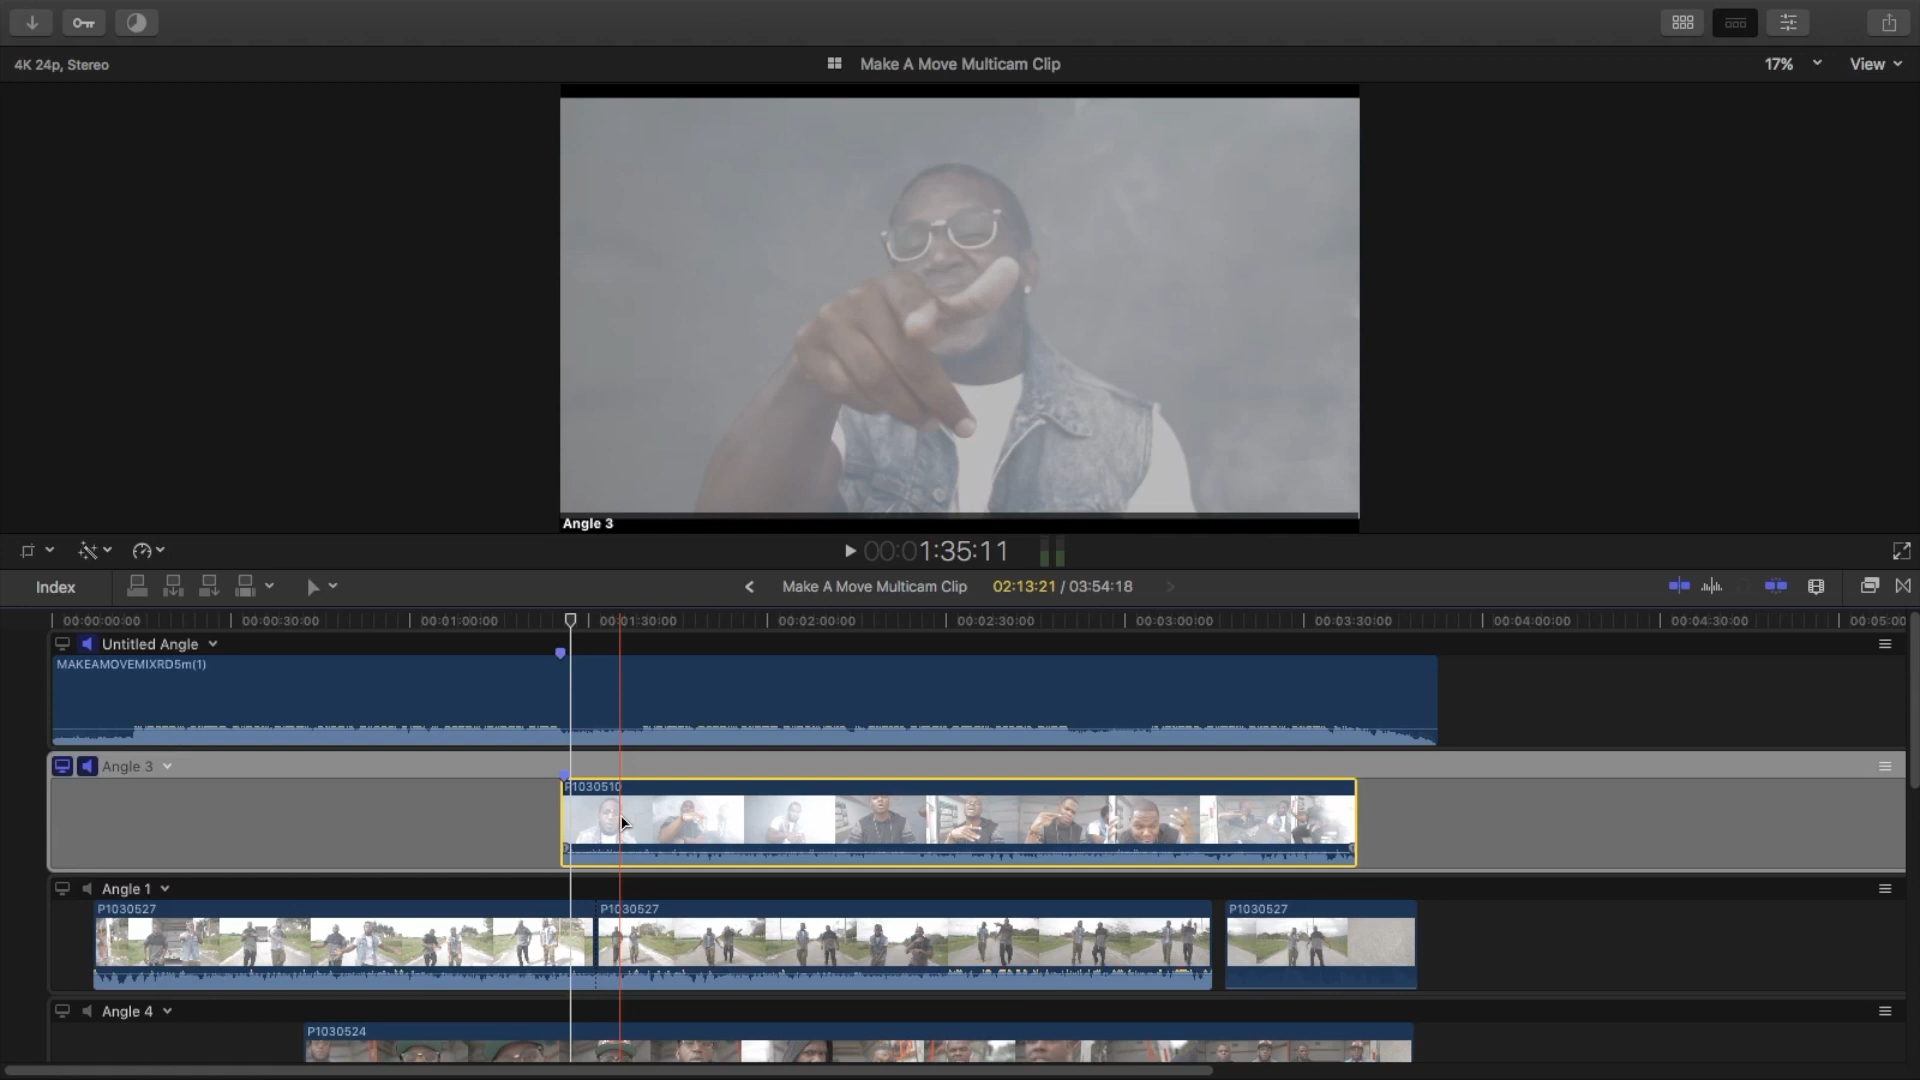 4K 24p, Stereo
Make A Move Multicam Clip
17%
View
Angle 3
00:01:35:11
Index
Make A Move Multicam Clip
02:13:21 / 03:54:18
00:00:00:00
00:00:30:00
00:01:00:00
00:01:30:00
00:02:00:00
00:02:30:00
00:03:00:00
00:03:30:00
00:04:00:00
00:04:30:00
00:05:00
Untitled Angle
MAKEAMOVEMIXRD5m(1)
Angle 3
P1030510
Angle 1
P1030527
P1030527
P1030527
Angle 4
P1030524